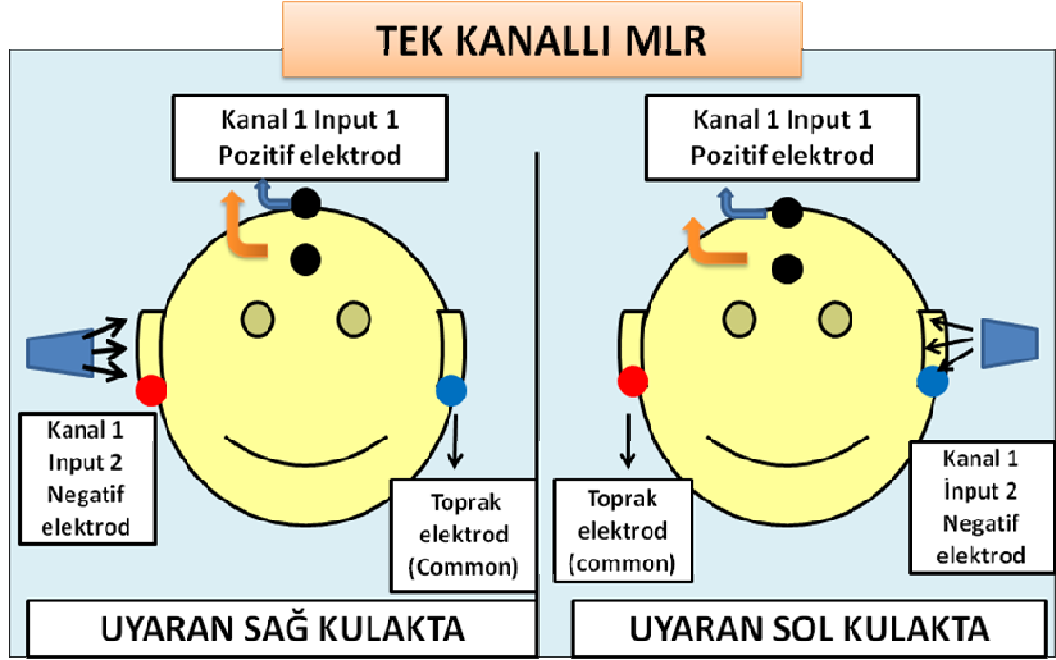 TEK KANALLI MLR
Kanal 1 Input 1
Pozitif elektrod
Kanal 1
Input 2
Negatif
elektrod
Toprak
elektrod
(Common)
UYARAN SAĞ KULAKTA
Kanal 1 Input 1
Pozitif elektrod
Toprak
elektrod
(common)
Kanal 1
İnput 2
Negatif
elektrod
UYARAN SOL KULAKTA